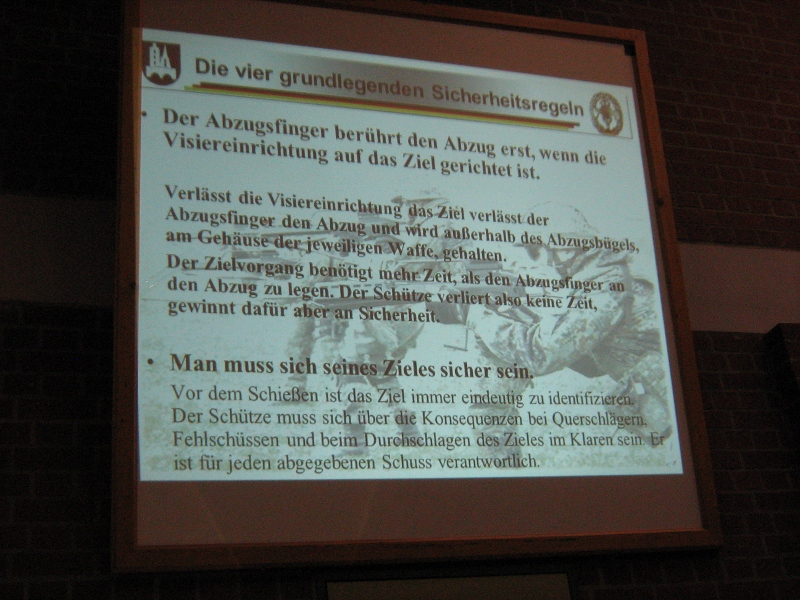 Die vier grundlegenden Sicherheitsregeln
• Der Abzugsfinger berührt den Abzug erst, wenn die
Visiereinrichtung auf das Ziel gerichtet ist.
Verlässt die Visiereinrichtung das Ziel verlässt der
Abzugsfinger den Abzug und wird außerhalb des Abzugsbügels,
am Gehäuse der jeweiligen Waffe, gehalten.
Der Zielvorgang benötigt mehr Zeit, als den Abzugsfinger an
den Abzug zu legen. Der Schütze verliert also keine Zeit,
gewinnt dafür aber an Sicherheit.
• Man muss sich seines Zieles sicher sein.
Vor dem Schießen ist das Ziel immer eindeutig zu identifizieren.
Der Schütze muss sich über die Konsequenzen bei Querschlägern,
Fehlschüssen und beim Durchschlagen des Zieles im Klaren sein. Er
ist für jeden abgegebenen Schuss verantwortlich.